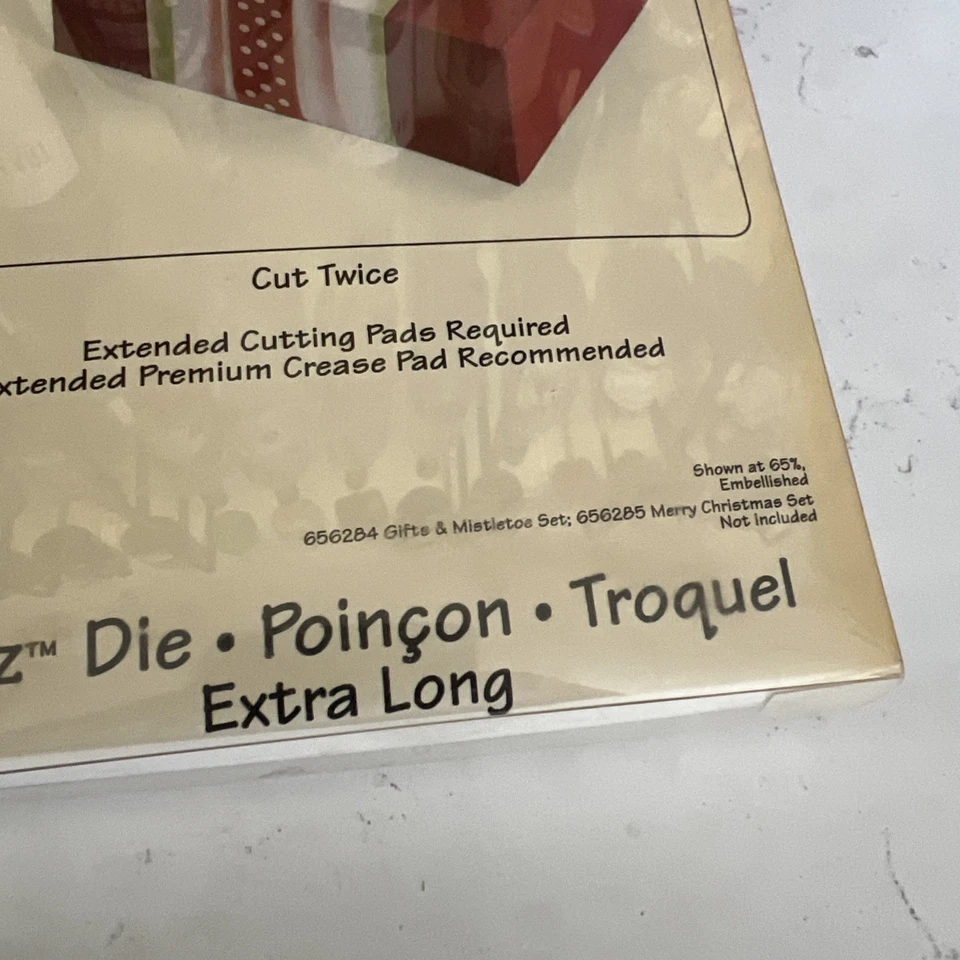 Cut Twice
Extended Cutting Pads Required
xtended Premium Crease Pad Recommended
Shown at 65%,
Embellished
656284 Gifts & Mistletoe Set; 656285 Merry Christmas Set
Not Included
z™ Die • Poinçon • Troquel
Extra Long